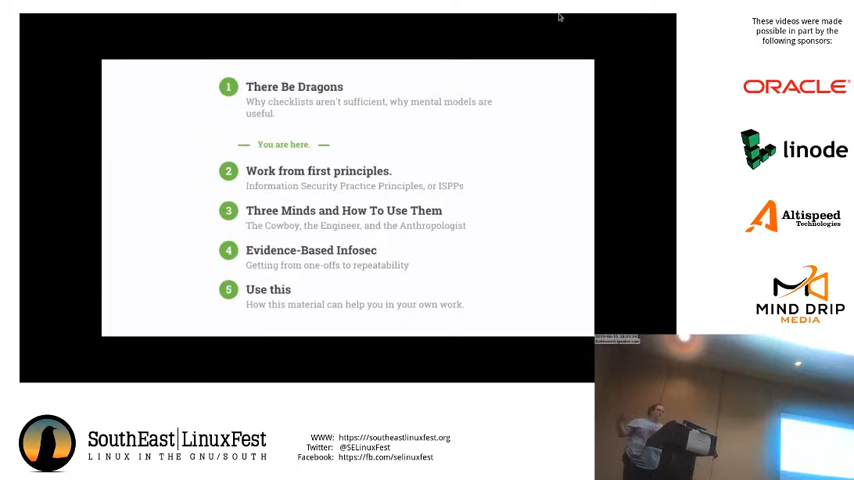 These videos were made
possible in part by the
following sponsors:
ORACLE
linode
Altispeed
Technologies
MIND DRIP
MEDIA
1 There Be Dragons
Why checklists aren't sufficient, why mental models are
useful.
You are here.
2 Work from first principles.
Information Security Practice Principles, or ISPPs
3 Three Minds and How To Use Them
The Cowboy, the Engineer, and the Anthropologist
4 Evidence-Based Infosec
Getting from one-offs to repeatability
5 Use this
How this material can help you in your own work.
SouthEast|LinuxFest
LINUX IN THE GNU/SOUTH
WWW: https:///southeastlinuxfest.org
Twitter: @SELinuxFest
Facebook: https://fb.com/selinuxfest